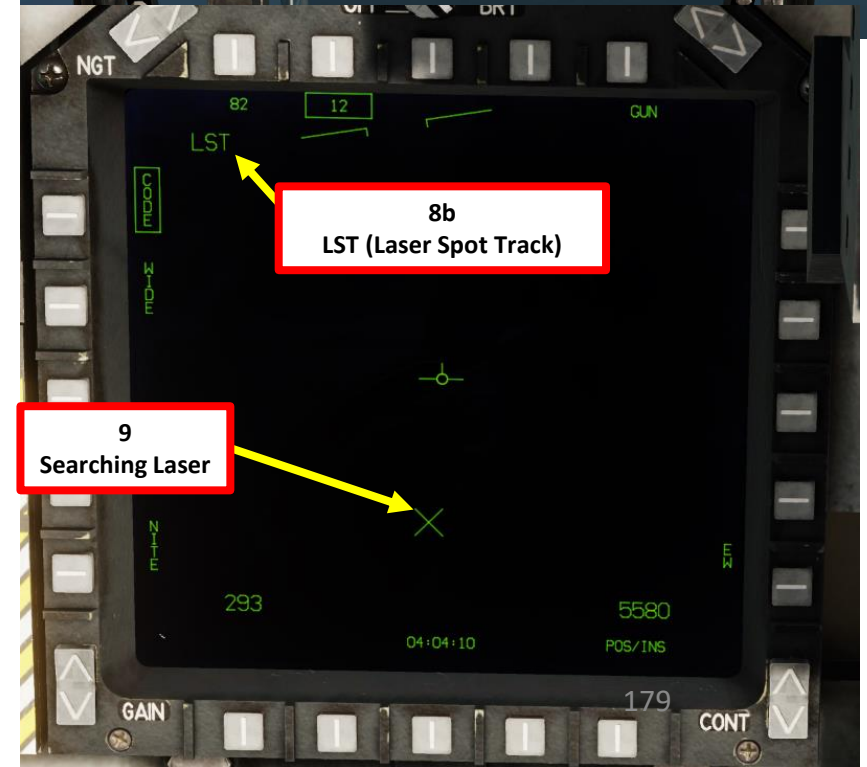 BRT
NGT
82
12
GUN
LST
CODE
8b
LST (Laser Spot Track)
WIDE
9
Searching Laser
NITE
EW
293
5580
04:04:10
POS/INS
179
GAIN
CONT